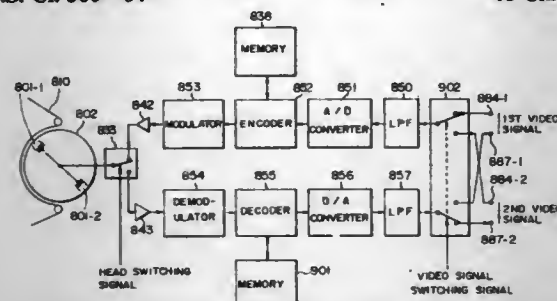 838
MEMORY
801-1
810
802
842
853
852
851
850
902
884-1
MODULATOR
ENCODER
A/D
CONVERTER
LPF
1ST VIDEO
SIGNAL
887-1
884-2
801-2
843
854
855
856
857
DEMOD-
ULATOR
DECODER
D/A
CONVERTER
LPF
2ND VIDEO
SIGNAL
887-2
HEAD SWITCHING
SIGNAL
MEMORY
901
VIDEO SIGNAL
SWITCHING SIGNAL